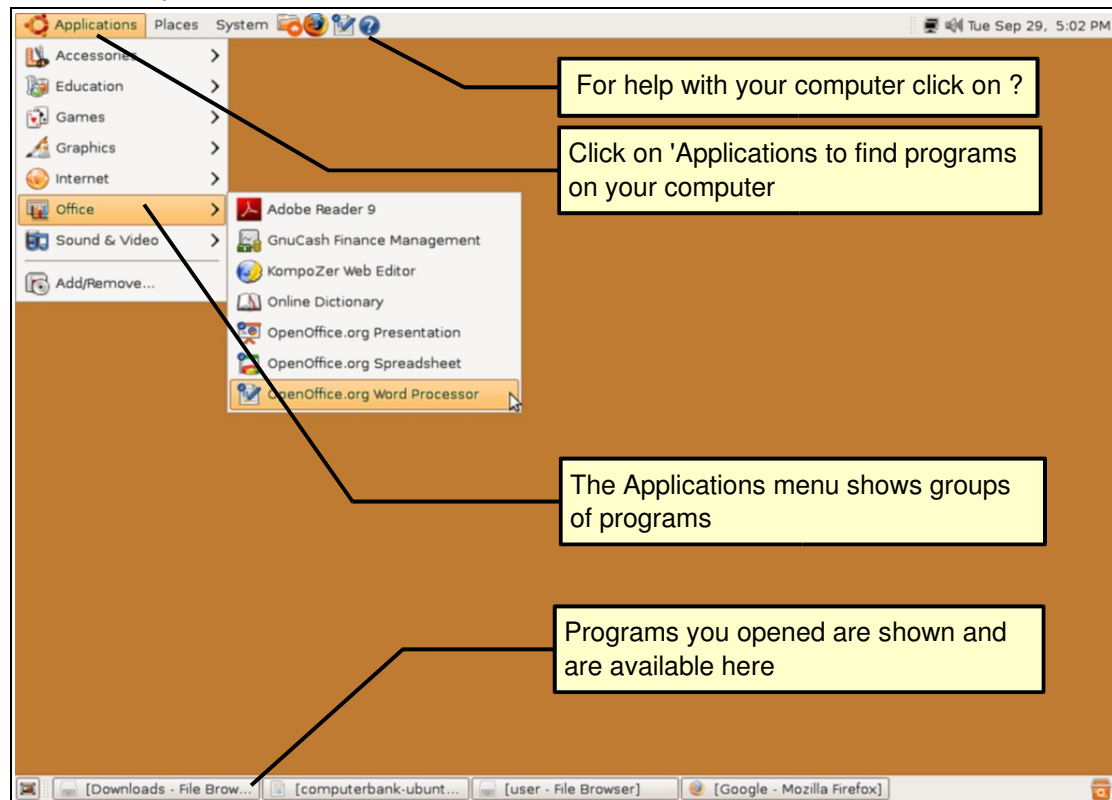 Applications Places System
Tue Sep 29, 5:02 PM
Accessories
Education
Games
Graphics
Internet
Office
Sound & Video
Add/Remove...
Adobe Reader 9
GnuCash Finance Management
KompoZer Web Editor
Online Dictionary
OpenOffice.org Presentation
OpenOffice.org Spreadsheet
OpenOffice.org Word Processor
For help with your computer click on ?
Click on 'Applications to find programs
on your computer
The Applications menu shows groups
of programs
Programs you opened are shown and
are available here
[Downloads - File Brow... [computerbank-ubunt... [user - File Browser] [Google - Mozilla Firefox]